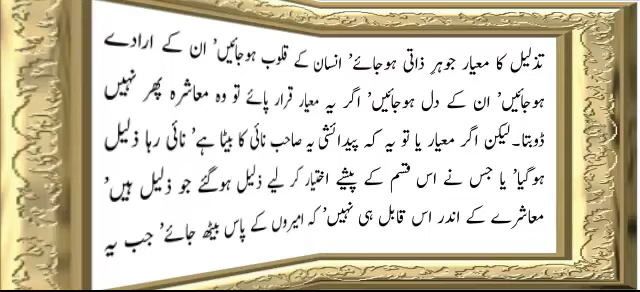 تذلیل کا معیار جوہرِ ذاتی ہوجائے’ انسان کے قلوب ہوجائیں’ ان کے ارادے
ہوجائیں’ ان کے دل ہوجائیں’ اگر یہ معیار قرار پائے تو وہ معاشرہ پھر نہیں
ڈوبتا۔ لیکن اگر معیار یا تو یہ کہ پیدائشی یہ صاحب نائی کا بیٹا ہے’ نائی رہا ذلیل
ہوگیا’ یا جس نے اس قسم کے پیشے اختیار کر لیے ذلیل ہوگئے جو ذلیل ہیں’
معاشرے کے اندر اس قابل ہی نہیں’ کہ امیروں کے پاس بیٹھ جائے’ جب یہ